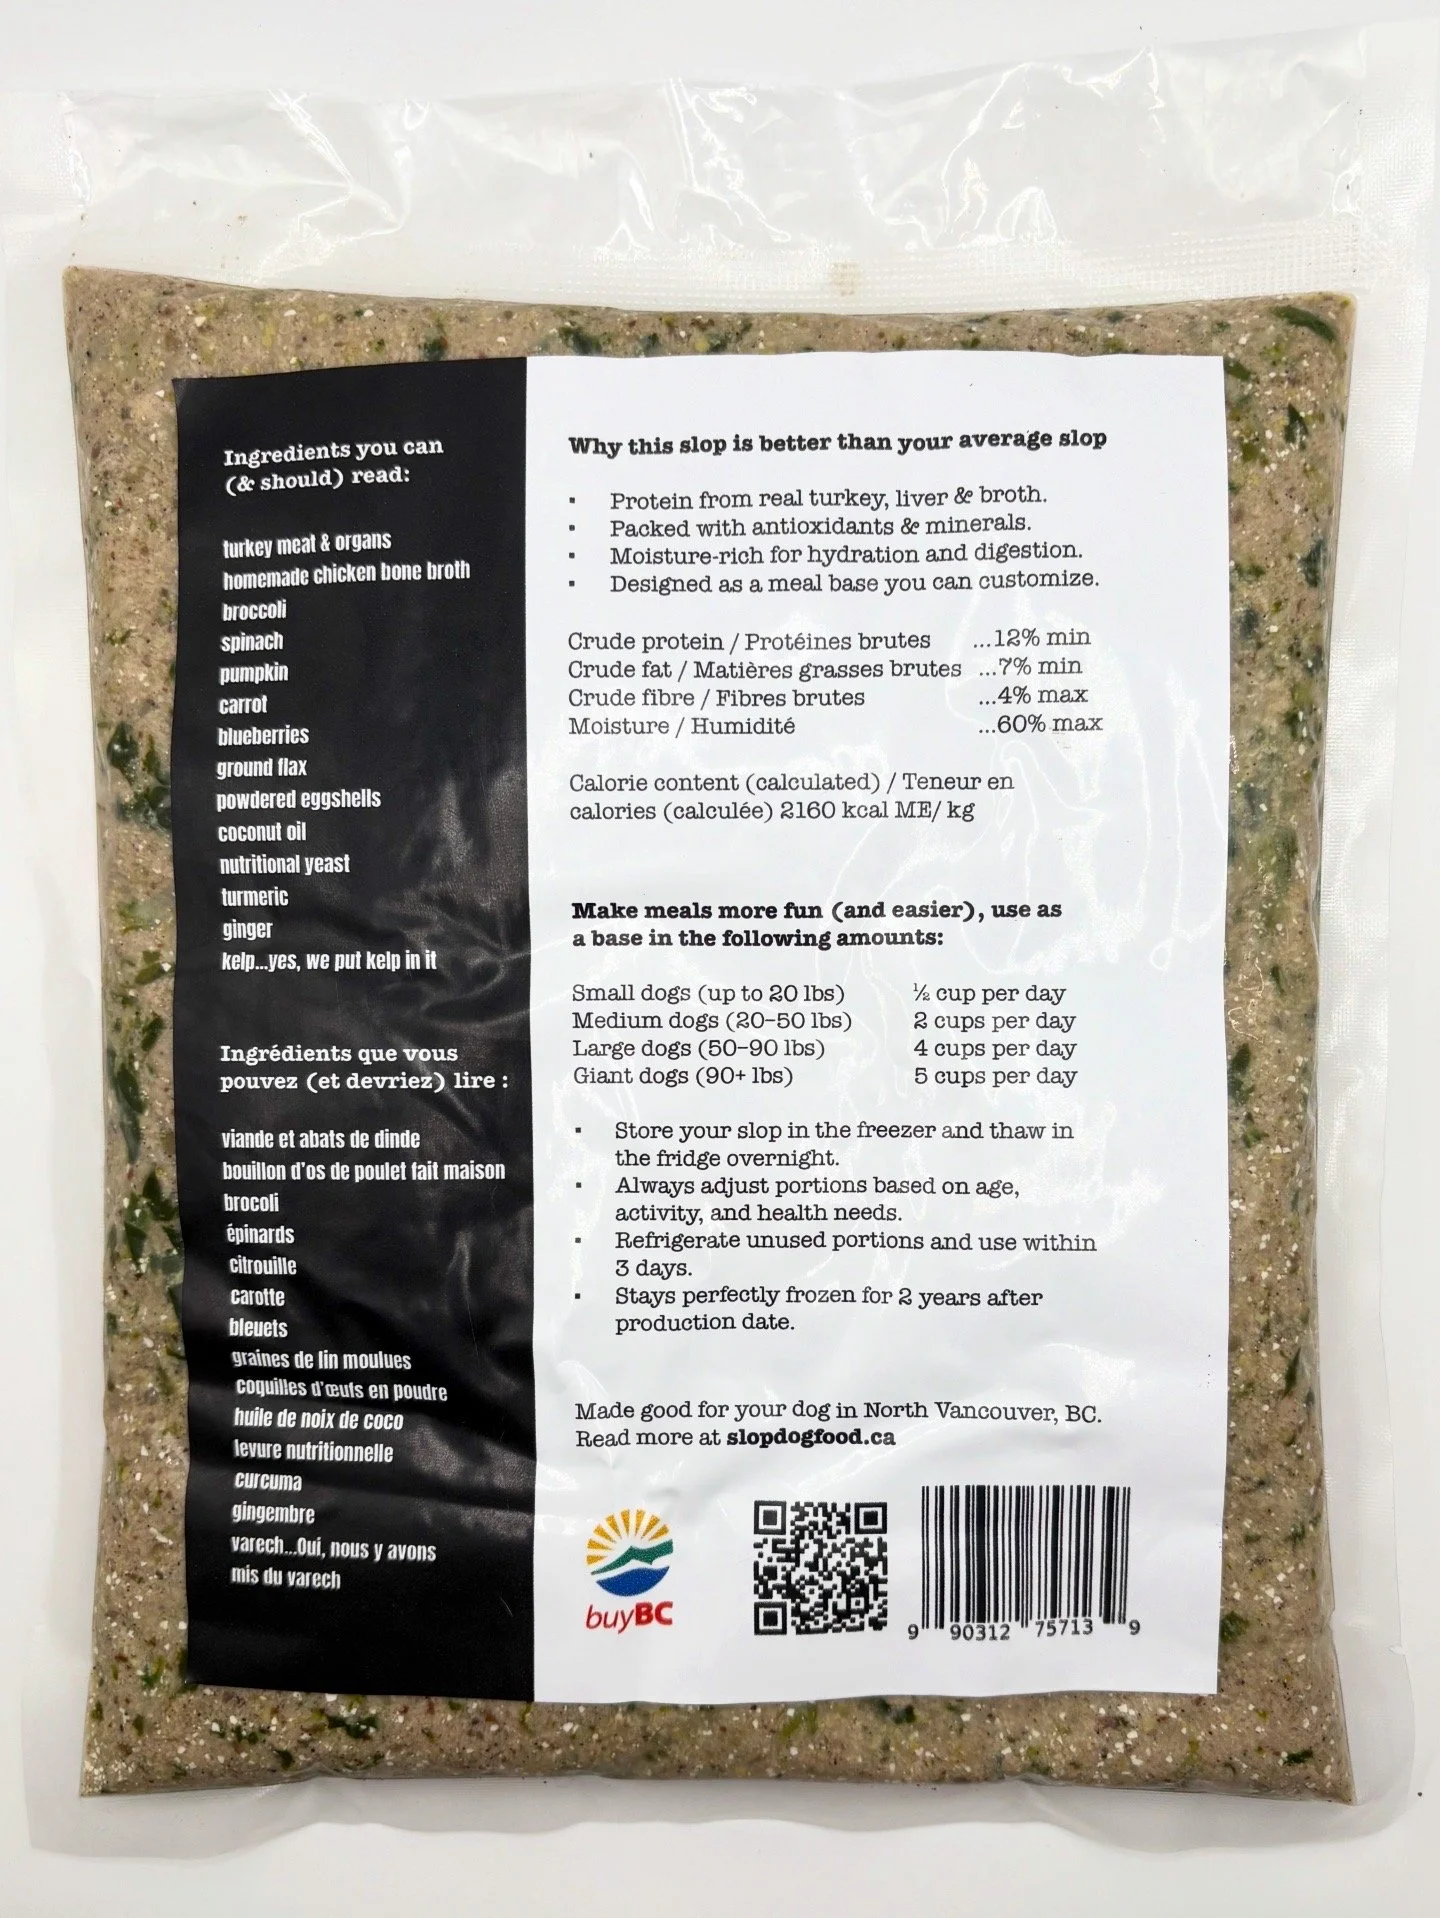 Ingredients you can
(& should) read:
turkey meat & organs
homemade chicken bone broth
broccoli
spinach
pumpkin
carrot
blueberries
ground flax
powdered eggshells
coconut oil
nutritional yeast
turmeric
ginger
kelp...yes, we put kelp in it
Ingrédients que vous
pouvez (et devriez) lire :
viande et abats de dinde
bouillon d'os de poulet fait maison
brocoli
épinards
citrouille
carotte
bleuets
graines de lin moulues
coquilles d'œufs en poudre
huile de noix de coco
levure nutritionnelle
curcuma
gingembre
varech...Oui, nous y avons
mis du varech
Why this slop is better than your average slop
▪ Protein from real turkey, liver & broth.
▪ Packed with antioxidants & minerals.
▪ Moisture-rich for hydration and digestion.
▪ Designed as a meal base you can customize.
Crude protein / Protéines brutes ...12% min
Crude fat / Matières grasses brutes ...7% min
Crude fibre / Fibres brutes ...4% max
Moisture / Humidité ...60% max
Calorie content (calculated) / Teneur en
calories (calculée) 2160 kcal ME/ kg
Make meals more fun (and easier), use as
a base in the following amounts:
Small dogs (up to 20 lbs) ½ cup per day
Medium dogs (20-50 lbs) 2 cups per day
Large dogs (50-90 lbs) 4 cups per day
Giant dogs (90+ lbs) 5 cups per day
▪ Store your slop in the freezer and thaw in
the fridge overnight.
▪ Always adjust portions based on age,
activity, and health needs.
▪ Refrigerate unused portions and use within
3 days.
▪ Stays perfectly frozen for 2 years after
production date.
Made good for your dog in North Vancouver, BC.
Read more at slopdogfood.ca
buyBC
9 90312 75713 9